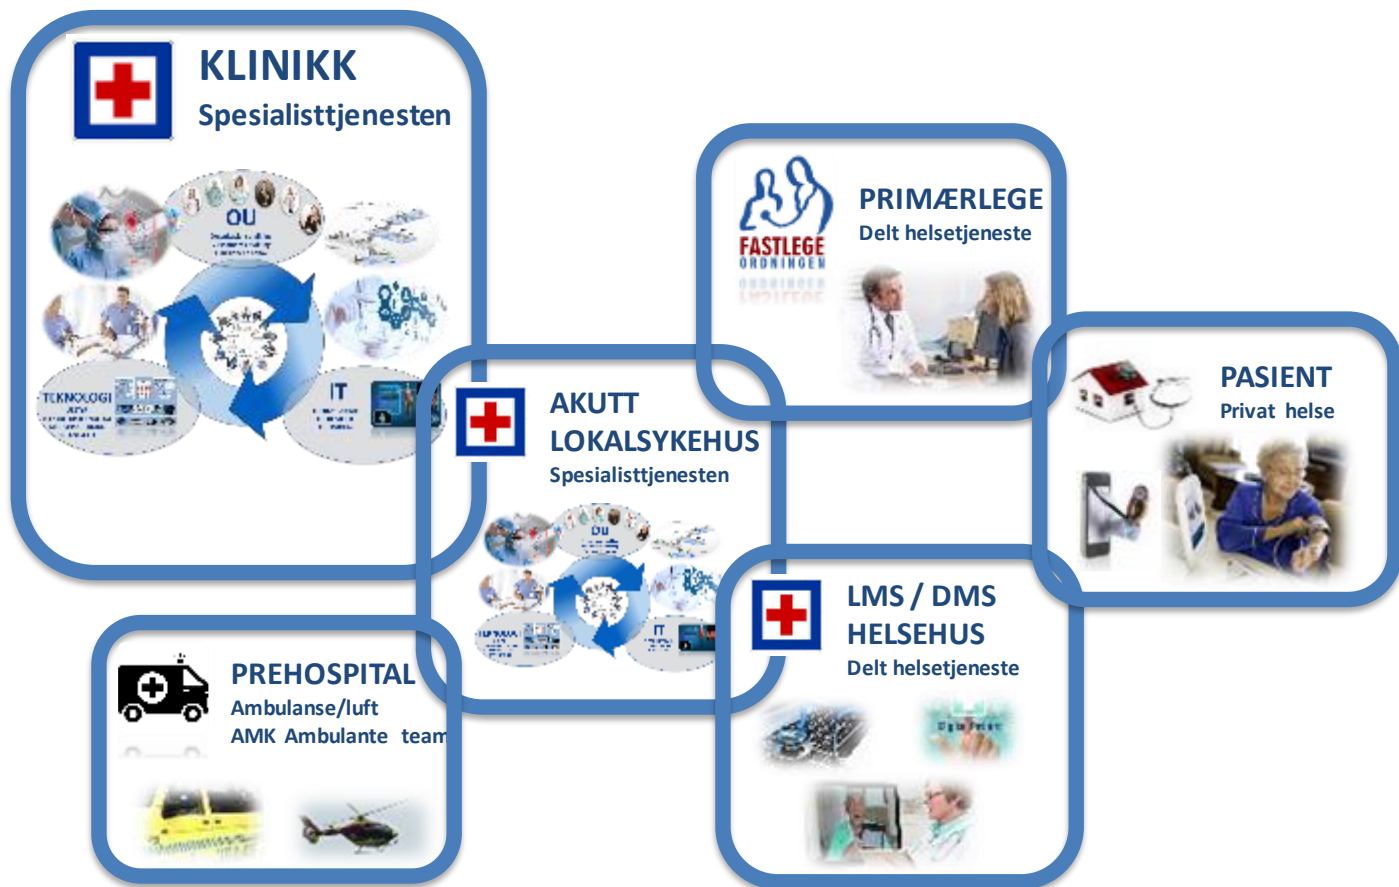 KLINIKK
Spesialisttjenesten
OU
TEKNOLOGI
IT
AKUTT
LOKALSYKEHUS
Spesialisttjenesten
OU
TEKNOLOGI
IT
PREHOSPITAL
Ambulanse/luft
AMK Ambulante team
FASTLEGE
ORDNINGEN
PRIMÆRLEGE
Delt helsetjeneste
PASIENT
Privat helse
LMS / DMS
HELSEHUS
Delt helsetjeneste